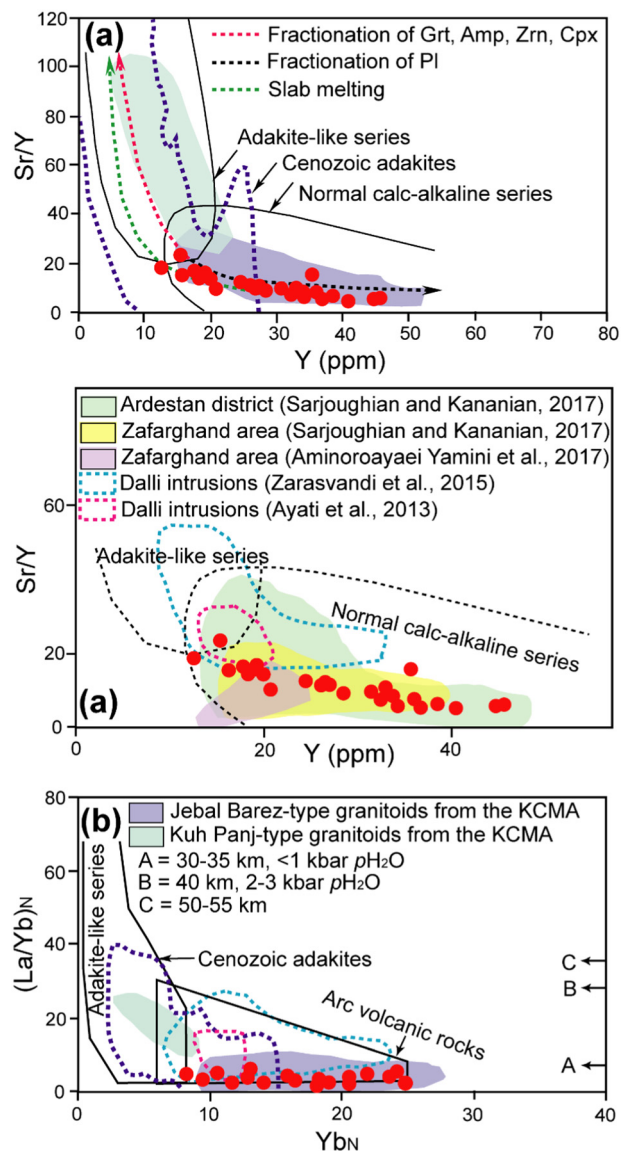 (a)
120
100
80
60
40
20
0
Sr/Y
Fractionation of Grt, Amp, Zrn, Cpx
Fractionation of Pl
Slab melting
Adakite-like series
Cenozoic adakites
Normal calc-alkaline series
0 10 20 30 40 50 60 70 80
Y (ppm)
Ardestan district (Sarjoughian and Kananian, 2017)
Zafarghand area (Sarjoughian and Kananian, 2017)
Zafarghand area (Aminoroayaei Yamini et al., 2017)
Dalli intrusions (Zarasvandi et al., 2015)
Dalli intrusions (Ayati et al., 2013)
60
20
0
Sr/Y
Adakite-like series
Normal calc-alkaline series
(a)
20 40
Y (ppm)
(b)
80
60
40
20
0
(La/Yb)N
Jebal Barez-type granitoids from the KCMA
Kuh Panj-type granitoids from the KCMA
A = 30-35 km, <1 kbar pH2O
B = 40 km, 2-3 kbar pH2O
C = 50-55 km
Adakite-like series
Cenozoic adakites
Arc volcanic rocks
C
B
A
0 10 20 30 40
YbN